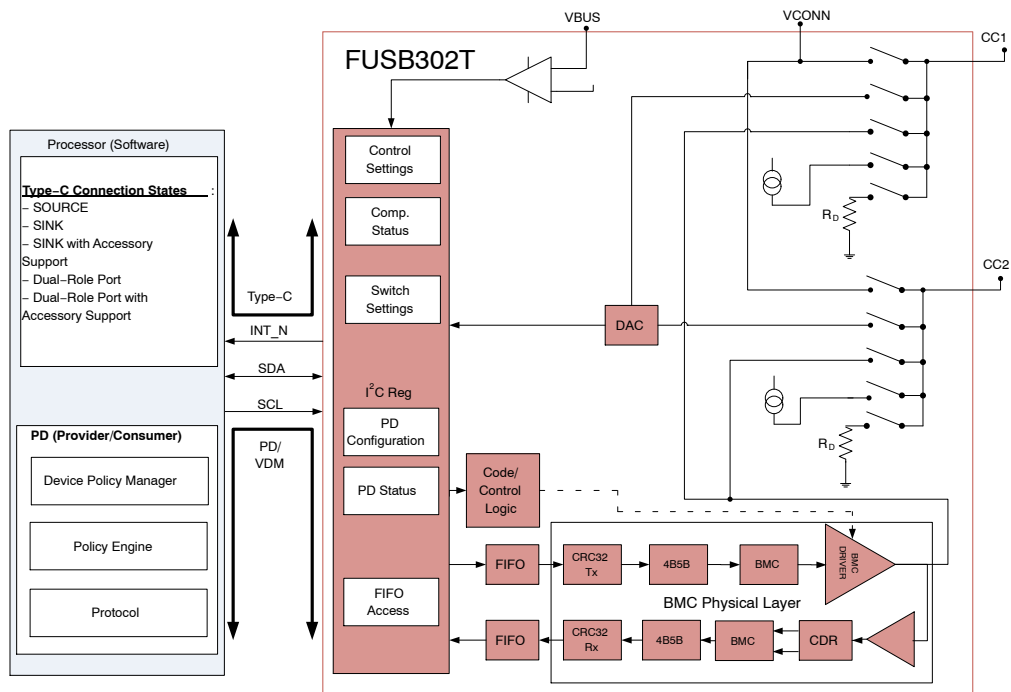 VBUS
VCONN
CC1
FUSB302T
Processor (Software)
Type−C Connection States :
− SOURCE
− SINK
− SINK with Accessory
Support
− Dual−Role Port
− Dual−Role Port with
Accessory Support
Type−C
INT_N
SDA
SCL
PD (Provider/Consumer)
Device Policy Manager
Policy Engine
Protocol
PD/
VDM
Control
Settings
Comp.
Status
Switch
Settings
I²C Reg
PD
Configuration
PD Status
FIFO
Access
RD
CC2
DAC
RD
Code/
Control
Logic
FIFO
CRC32
Tx
4B5B
BMC
BMC
DRIVER
BMC Physical Layer
FIFO
CRC32
Rx
4B5B
BMC
CDR